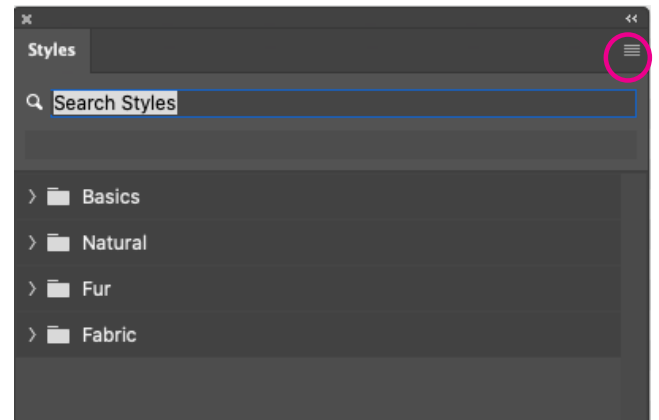 Styles
Search Styles
Basics
Natural
Fur
Fabric